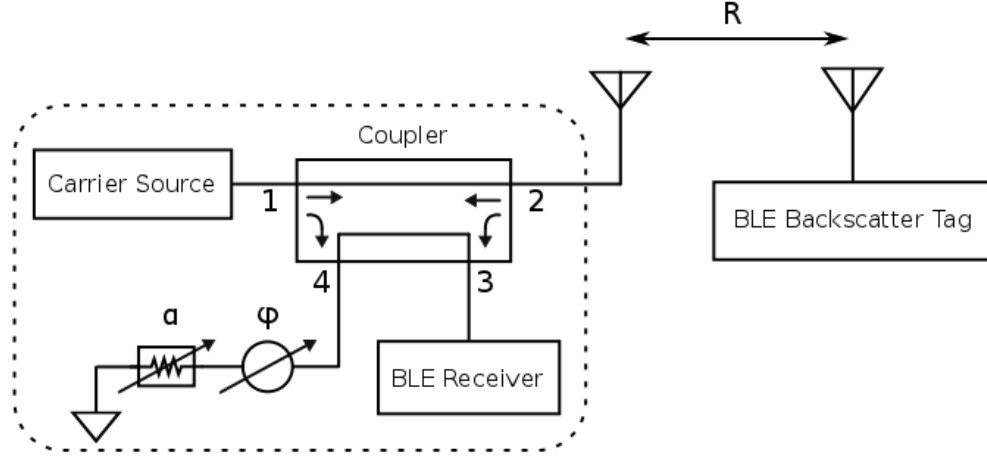 R
Coupler
Carrier Source
1
2
BLE Backscatter Tag
4
3
α
φ
BLE Receiver